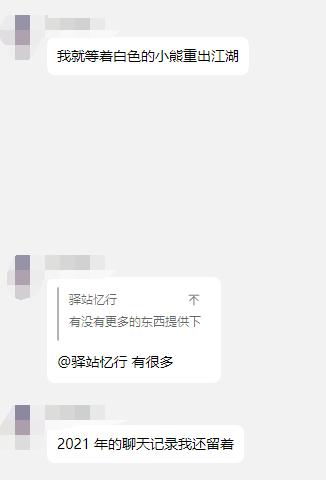 我就等着白色的小熊重出江湖
驿站忆行 不
有没有更多的东西提供下
@驿站忆行 有很多
2021 年的聊天记录我还留着